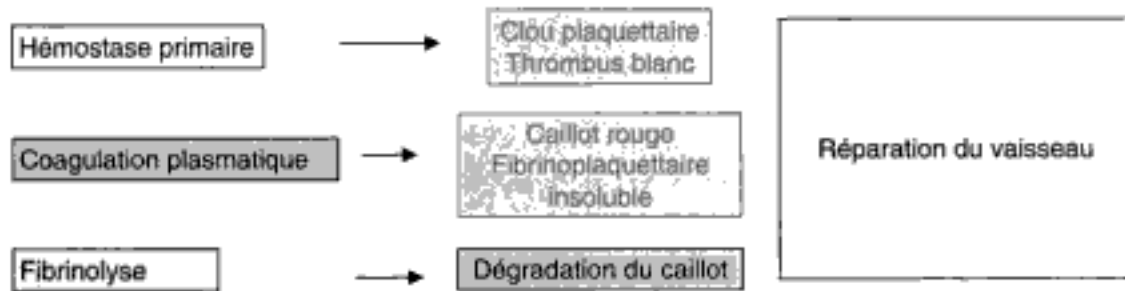 Hémostase primaire
Clou plaquettaire
Thrombus blanc
Coagulation plasmatique
Caillot rouge
Fibrinoplaquettaire
insoluble
Réparation du vaisseau
Fibrinolyse
Dégradation du caillot